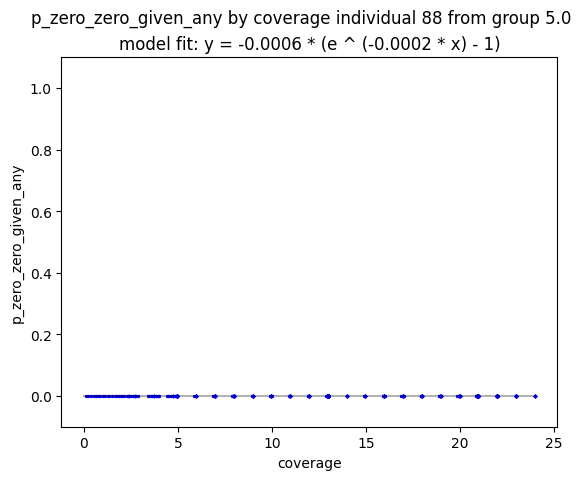 p_zero_zero_given_any by coverage individual 88 from group 5.0
model fit: y = -0.0006 * (e ^ (-0.0002 * x) - 1)
1.0
0.8
0.6
0.4
0.2
0.0
p_zero_zero_given_any
0 5 10 15 20 25
coverage